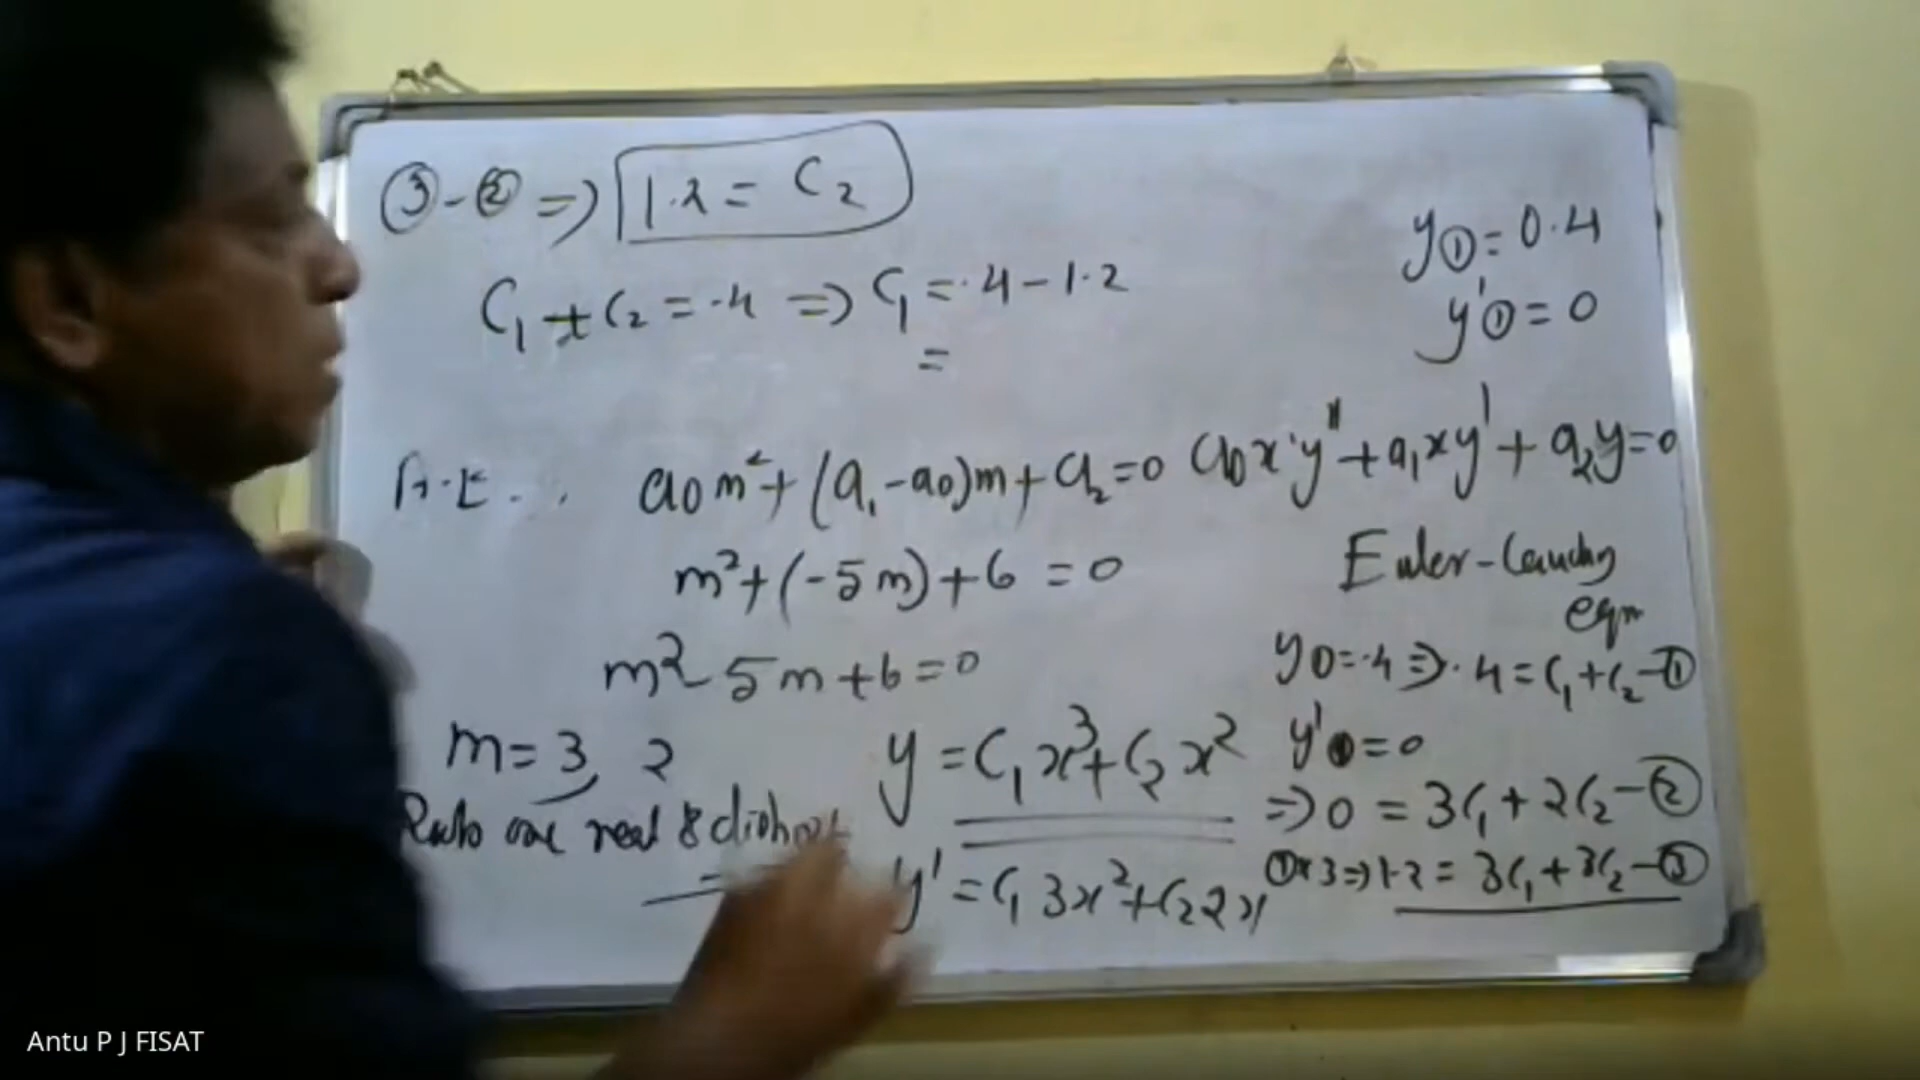 ③-② => 1.2 = C₂
C₁ + C₂ = .4 => C₁ = .4 - 1.2
=
y① = 0.4
y'① = 0
A.E. a₀m² + (a₁-a₀)m + a₂ = 0
a₀x²y'' + a₁xy' + a₂y = 0
m² + (-5m) + 6 = 0
Euler-Cauchy
eqn
m² - 5m + 6 = 0
m = 3, 2
Roots are real & distinct
y = C₁x³ + C₂x²
y' = C₁3x² + C₂2x
y① = .4 => .4 = C₁ + C₂ - ①
y'① = 0
=> 0 = 3C₁ + 2C₂ - ②
①×3 => 1.2 = 3C₁ + 3C₂ - ③
Antu P J FISAT